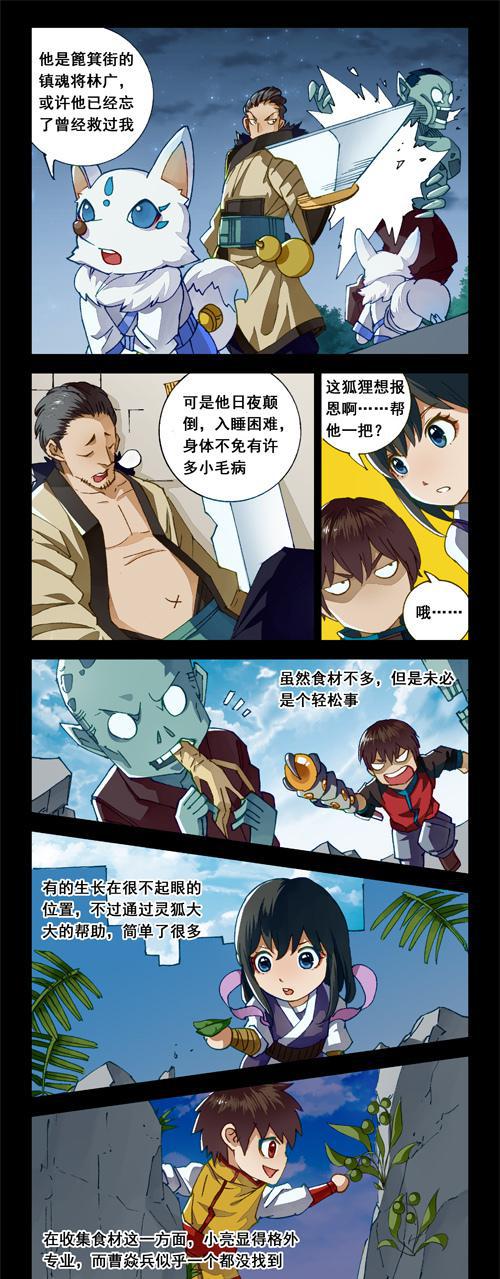 他是篦箕街的
镇魂将林广，
或许他已经忘
了曾经救过我
可是他日夜颠
倒，入睡困难，
身体不免有许
多小毛病
这狐狸想报
恩啊……帮
他一把？
哦……
虽然食材不多，但是未必
是个轻松事
有的生长在很不起眼的
位置，不过通过灵狐大
大的帮助，简单了很多
在收集食材这一方面，小亮显得格外
专业，而曹焱兵似乎一个都没找到